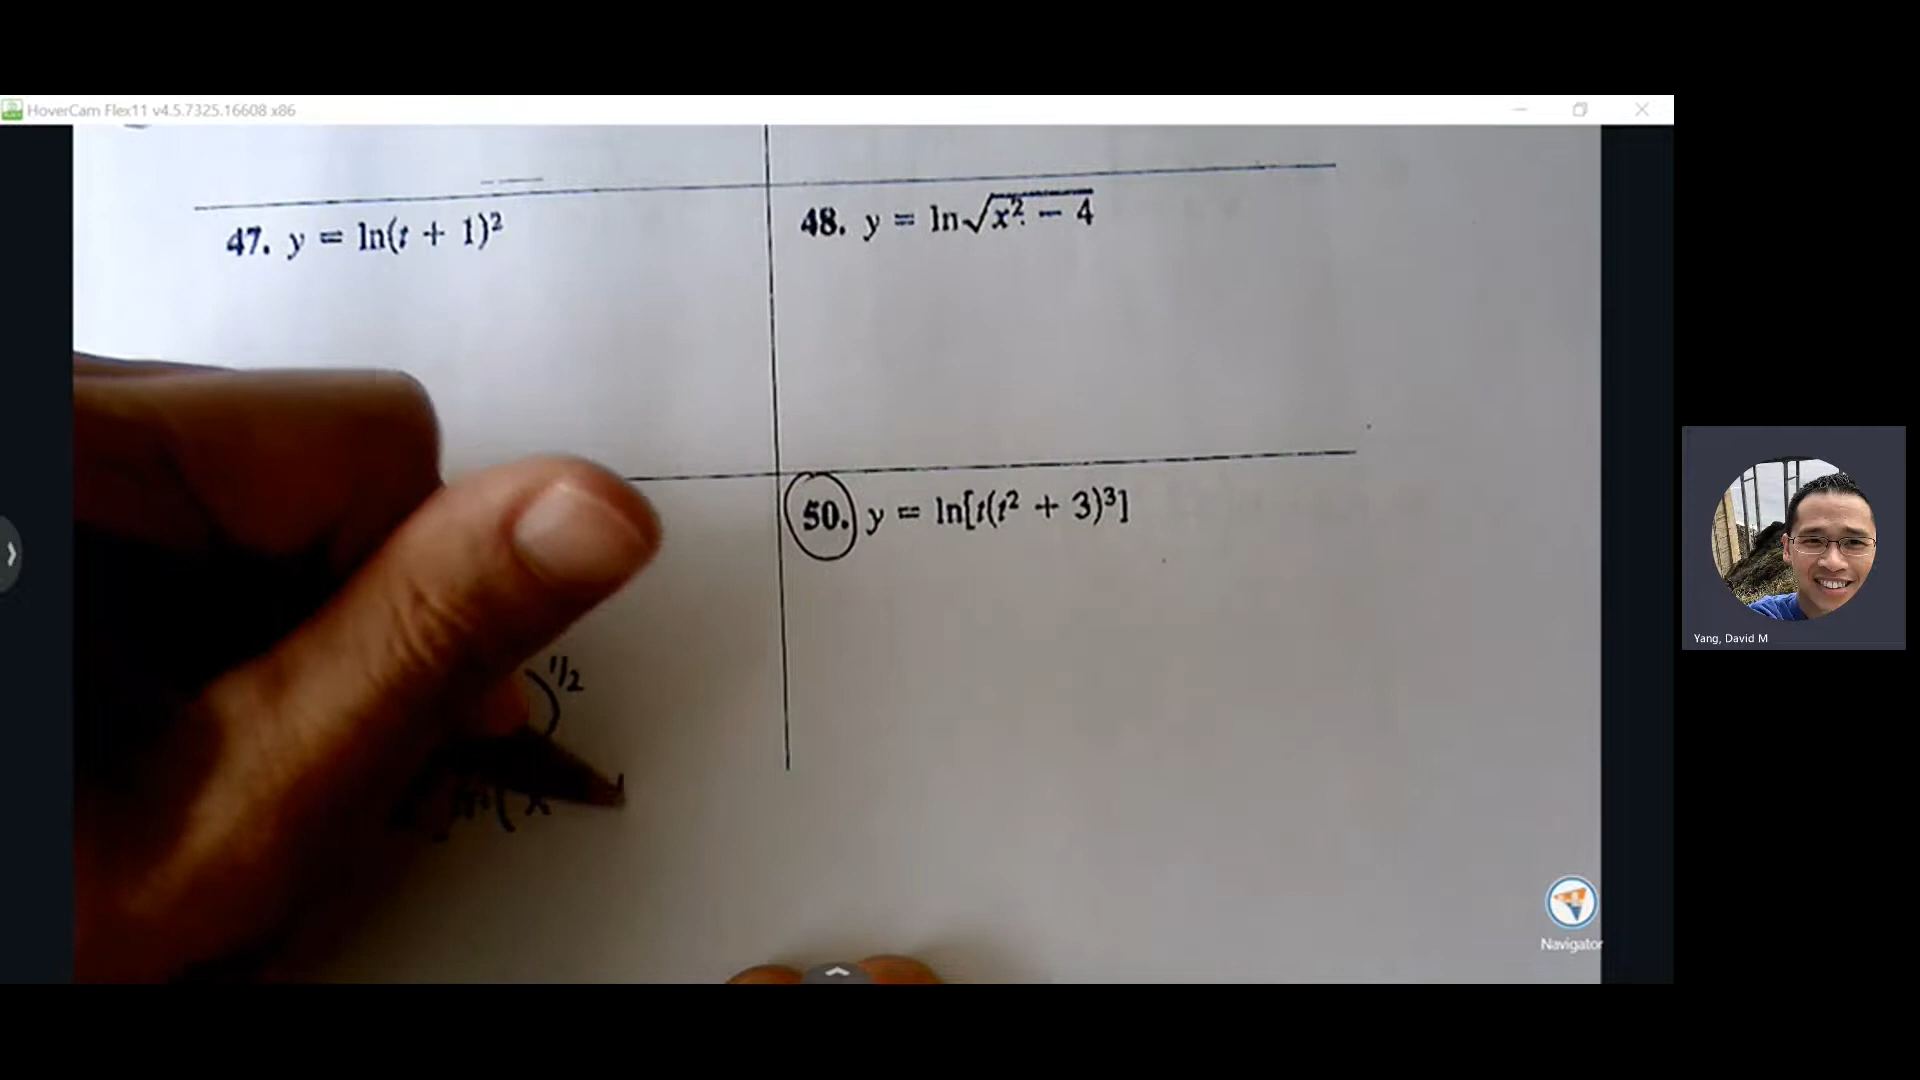 HoverCam Flex11 v4.5.7325.16608 x86
47. y = ln(t + 1)²
48. y = ln√x² − 4
50. y = ln[t(t² + 3)³]
)^1/2
Yang, David M
Navigator